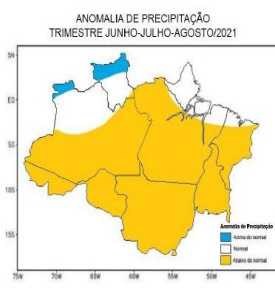 ANOMALIA DE PRECIPITAÇÃO
TRIMESTRE JUNHO-JULHO-AGOSTO/2021
5N
EQ
5S
10S
15S
75W
70W
65W
60W
55W
50W
45W
Anomalia de Precipitação
Acima do normal
Normal
Abaixo do normal